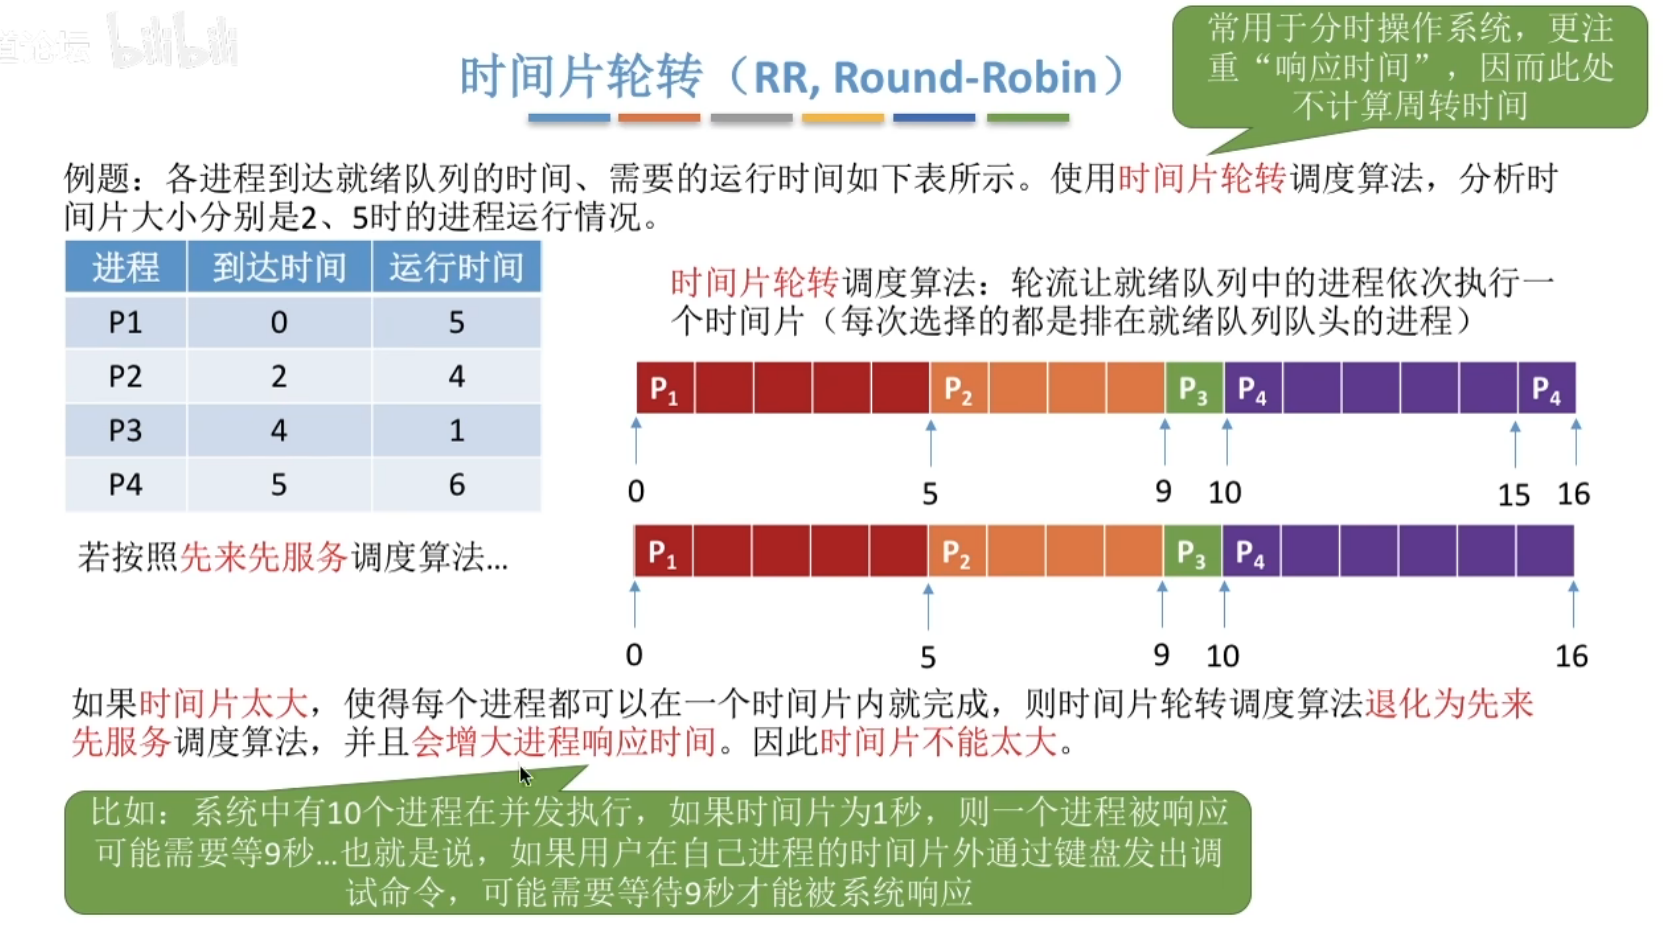 道论坛 bilibili
时间片轮转（RR, Round-Robin）
常用于分时操作系统，更注
重“响应时间”，因而此处
不计算周转时间
例题：各进程到达就绪队列的时间、需要的运行时间如下表所示。使用时间片轮转调度算法，分析时
间片大小分别是2、5时的进程运行情况。
进程 到达时间 运行时间
P1 0 5
P2 2 4
P3 4 1
P4 5 6
时间片轮转调度算法：轮流让就绪队列中的进程依次执行一
个时间片（每次选择的都是排在就绪队列队头的进程）
P1 P2 P3 P4 P4
0 5 9 10 15 16
若按照先来先服务调度算法...
P1 P2 P3 P4
0 5 9 10 16
如果时间片太大，使得每个进程都可以在一个时间片内就完成，则时间片轮转调度算法退化为先来
先服务调度算法，并且会增大进程响应时间。因此时间片不能太大。
比如：系统中有10个进程在并发执行，如果时间片为1秒，则一个进程被响应
可能需要等9秒...也就是说，如果用户在自己进程的时间片外通过键盘发出调
试命令，可能需要等待9秒才能被系统响应